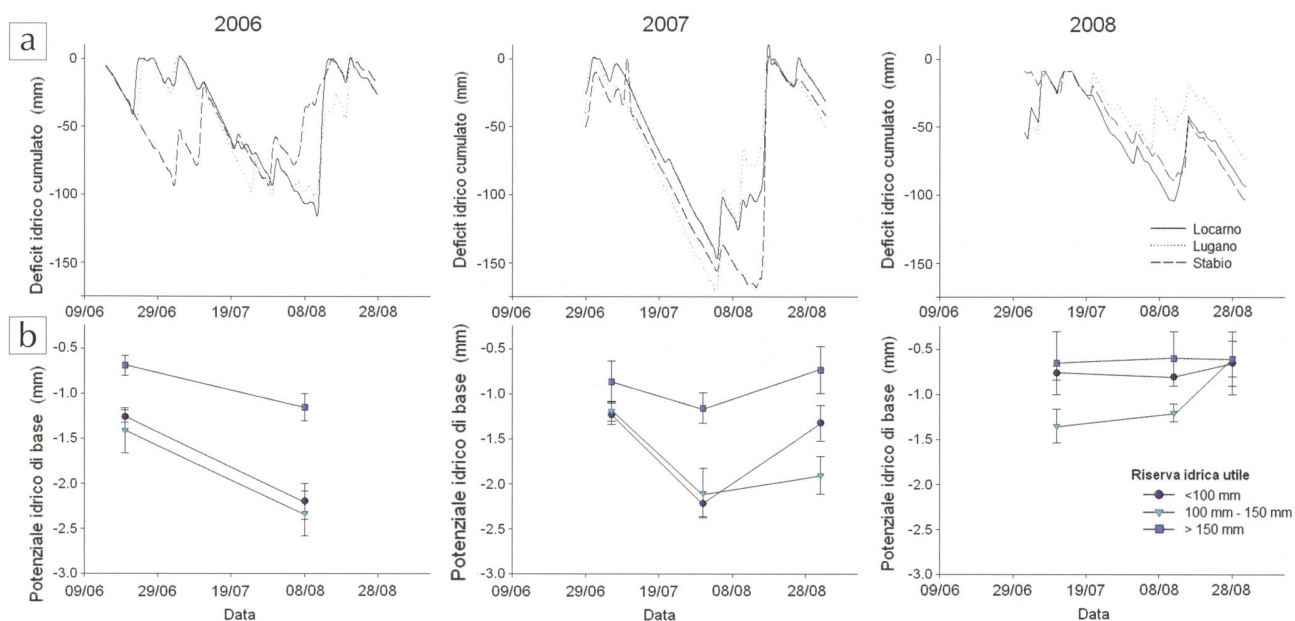 a
2006
2007
2008
Deficit idrico cumulato (mm)
0
-50
-100
-150
09/06 29/06 19/07 08/08 28/08
Deficit idrico cumulato (mm)
0
-50
-100
-150
09/06 29/06 19/07 08/08 28/08
Deficit idrico cumulato (mm)
0
-50
-100
-150
Locarno
Lugano
Stabio
09/06 29/06 19/07 08/08 28/08
b
Potenziale idrico di base (mm)
-0.5
-1.0
-1.5
-2.0
-2.5
-3.0
09/06 29/06 19/07 08/08 28/08
Data
Potenziale idrico di base (mm)
-0.5
-1.0
-1.5
-2.0
-2.5
-3.0
09/06 29/06 19/07 08/08 28/08
Data
Potenziale idrico di base (mm)
-0.5
-1.0
-1.5
-2.0
-2.5
-3.0
Riserva idrica utile
<100 mm
100 mm - 150 mm
> 150 mm
09/06 29/06 19/07 08/08 28/08
Data